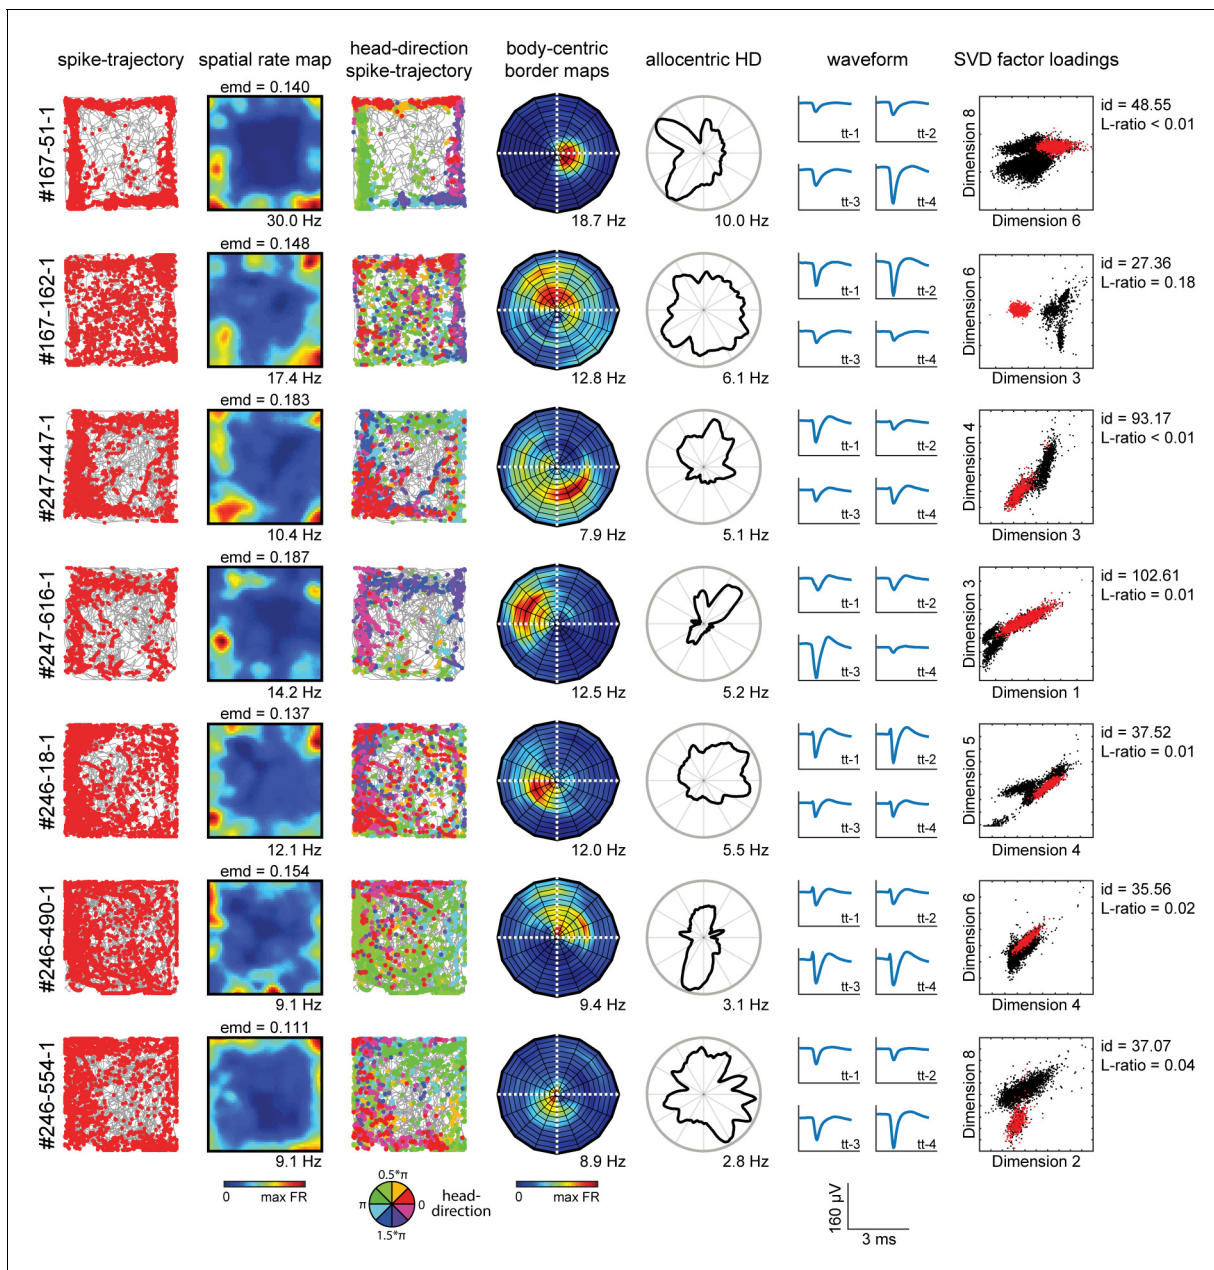 spike-trajectory
spatial rate map
head-direction
spike-trajectory
body-centric
border maps
allocentric HD
waveform
SVD factor loadings
#167-51-1
emd = 0.140
30.0 Hz
18.7 Hz
10.0 Hz
tt-1
tt-2
tt-3
tt-4
Dimension 8
Dimension 6
id = 48.55
L-ratio < 0.01
#167-162-1
emd = 0.148
17.4 Hz
12.8 Hz
6.1 Hz
tt-1
tt-2
tt-3
tt-4
Dimension 6
Dimension 3
id = 27.36
L-ratio = 0.18
#247-447-1
emd = 0.183
10.4 Hz
7.9 Hz
5.1 Hz
tt-1
tt-2
tt-3
tt-4
Dimension 4
Dimension 3
id = 93.17
L-ratio < 0.01
#247-616-1
emd = 0.187
14.2 Hz
12.5 Hz
5.2 Hz
tt-1
tt-2
tt-3
tt-4
Dimension 3
Dimension 1
id = 102.61
L-ratio = 0.01
#246-18-1
emd = 0.137
12.1 Hz
12.0 Hz
5.5 Hz
tt-1
tt-2
tt-3
tt-4
Dimension 5
Dimension 4
id = 37.52
L-ratio = 0.01
#246-490-1
emd = 0.154
9.1 Hz
9.4 Hz
3.1 Hz
tt-1
tt-2
tt-3
tt-4
Dimension 6
Dimension 4
id = 35.56
L-ratio = 0.02
#246-554-1
emd = 0.111
9.1 Hz
8.9 Hz
2.8 Hz
tt-1
tt-2
tt-3
tt-4
Dimension 8
Dimension 2
id = 37.07
L-ratio = 0.04
0 max FR
0.5*π
π
0
1.5*π
head-
direction
0 max FR
160 µV
3 ms